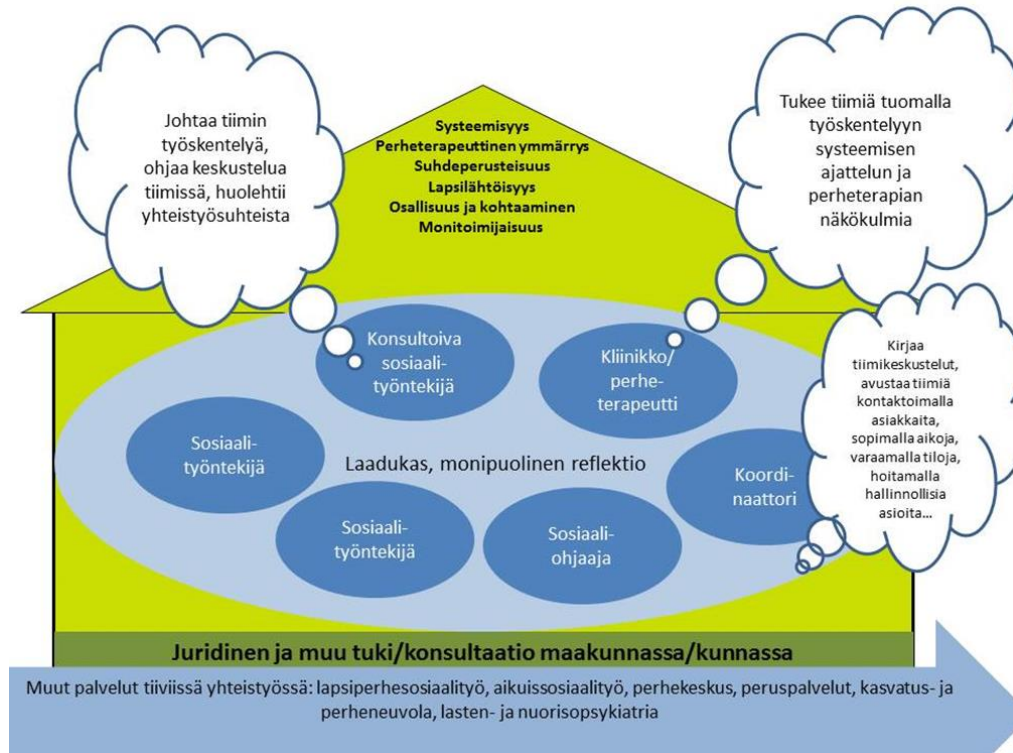 Johtaa tiimin
työskentelyä,
ohjaa keskustelua
tiimissä, huolehtii
yhteistyösuhteista
Systeemisyys
Perheterapeuttinen ymmärrys
Suhdeperusteisuus
Lapsilähtöisyys
Osallisuus ja kohtaaminen
Monitoimijaisuus
Tukee tiimiä tuomalla
työskentelyyn
systeemisen
ajattelun ja
perheterapian
näkökulmia
Konsultoiva
sosiaali-
työntekijä
Kliinikko/
perhe-
terapeutti
Kirjaa
tiimikeskustelut,
avustaa tiimiä
kontaktoimalla
asiakkaita,
sopimalla aikoja,
varaamalla tiloja,
hoitamalla
hallinnollisia
asioita...
Sosiaali-
työntekijä
Laadukas, monipuolinen reflektio
Koordi-
naattori
Sosiaali-
työntekijä
Sosiaali-
ohjaaja
Juridinen ja muu tuki/konsultaatio maakunnassa/kunnassa
Muut palvelut tiiviissä yhteistyössä: lapsiperhesosiaalityö, aikuissosiaalityö, perhekeskus, peruspalvelut, kasvatus- ja
perheneuvola, lasten- ja nuorisopsykiatria